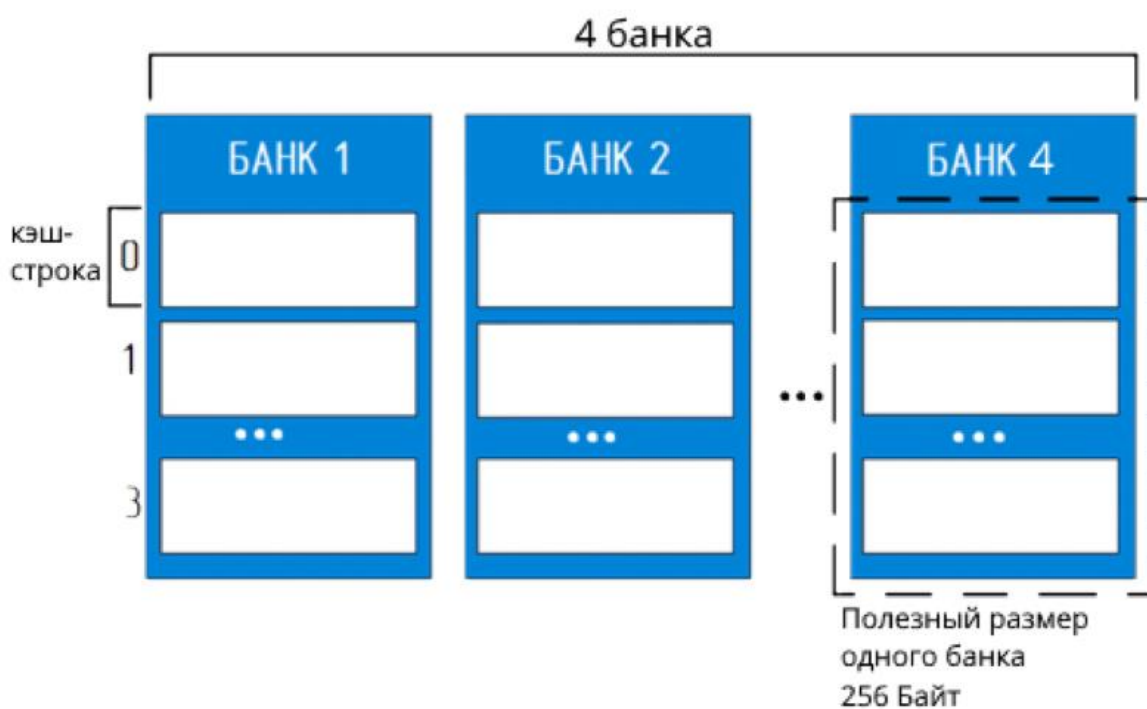 4 банка
БАНК 1
БАНК 2
БАНК 4
кэш-
строка
0
1
...
...
...
...
3
Полезный размер
одного банка
256 Байт